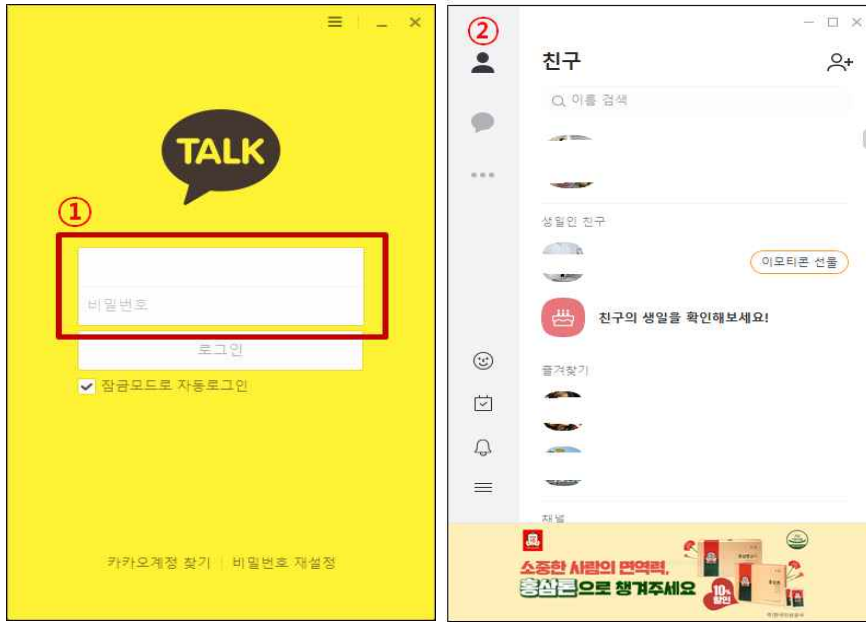 ①
TALK
비밀번호
로그인
잠금모드로 자동로그인
카카오계정 찾기 | 비밀번호 재설정
②
친구
이름 검색
생일인 친구
이모티콘 선물
친구의 생일을 확인해보세요!
즐겨찾기
채널
소중한 사람의 면역력,
홍삼톤으로 챙겨주세요
10%
할인